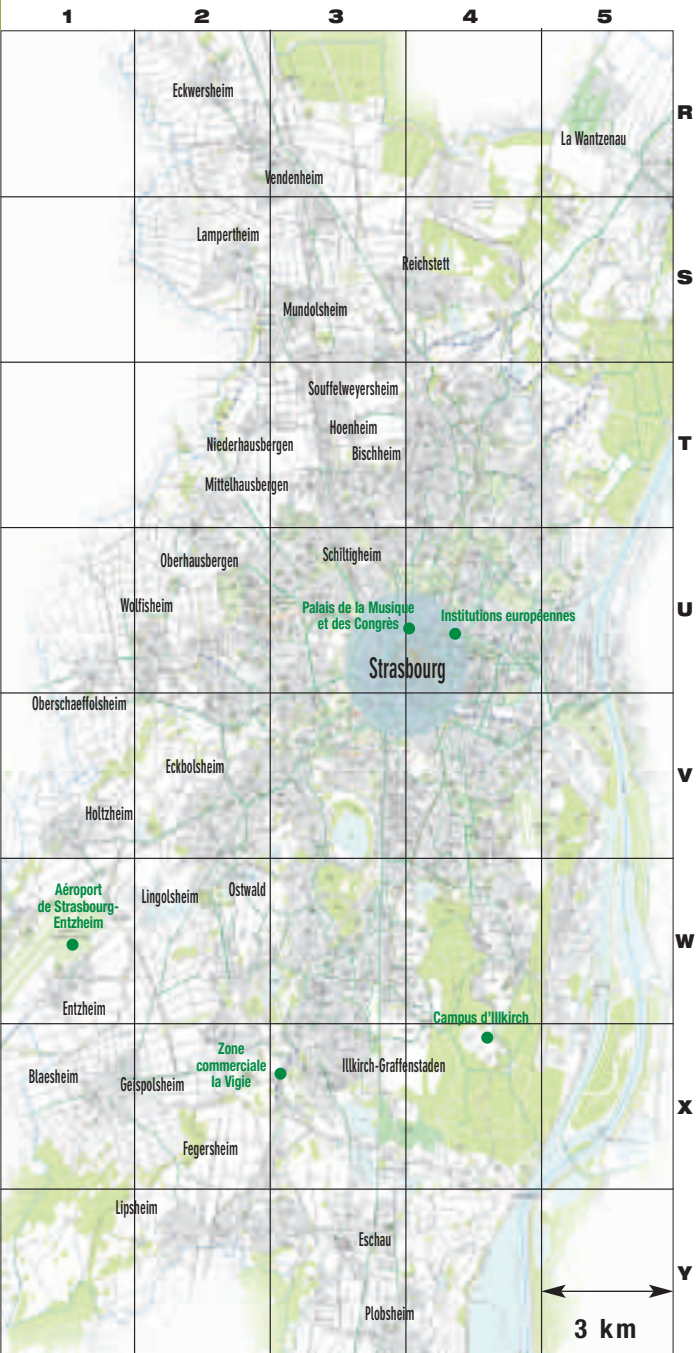 1 2 3 4 5
Eckwersheim
R
La Wantzenau
Vendenheim
Lampertheim
Reichstett
S
Mundolsheim
Souffelweyersheim
Hoenheim
Niederhausbergen
T
Bischheim
Mittelhausbergen
Schiltigheim
Oberhausbergen
Wolfisheim
Palais de la Musique
et des Congrès
Institutions européennes
U
Strasbourg
Oberschaeffolsheim
Eckbolsheim
V
Holtzheim
Aéroport
de Strasbourg-
Entzheim
Lingolsheim
Ostwald
W
Entzheim
Campus d'Illkirch
Zone
commerciale
la Vigie
Illkirch-Graffenstaden
Blaesheim
Geispolsheim
X
Fegersheim
Lipsheim
Eschau
Y
Plobsheim
3 km